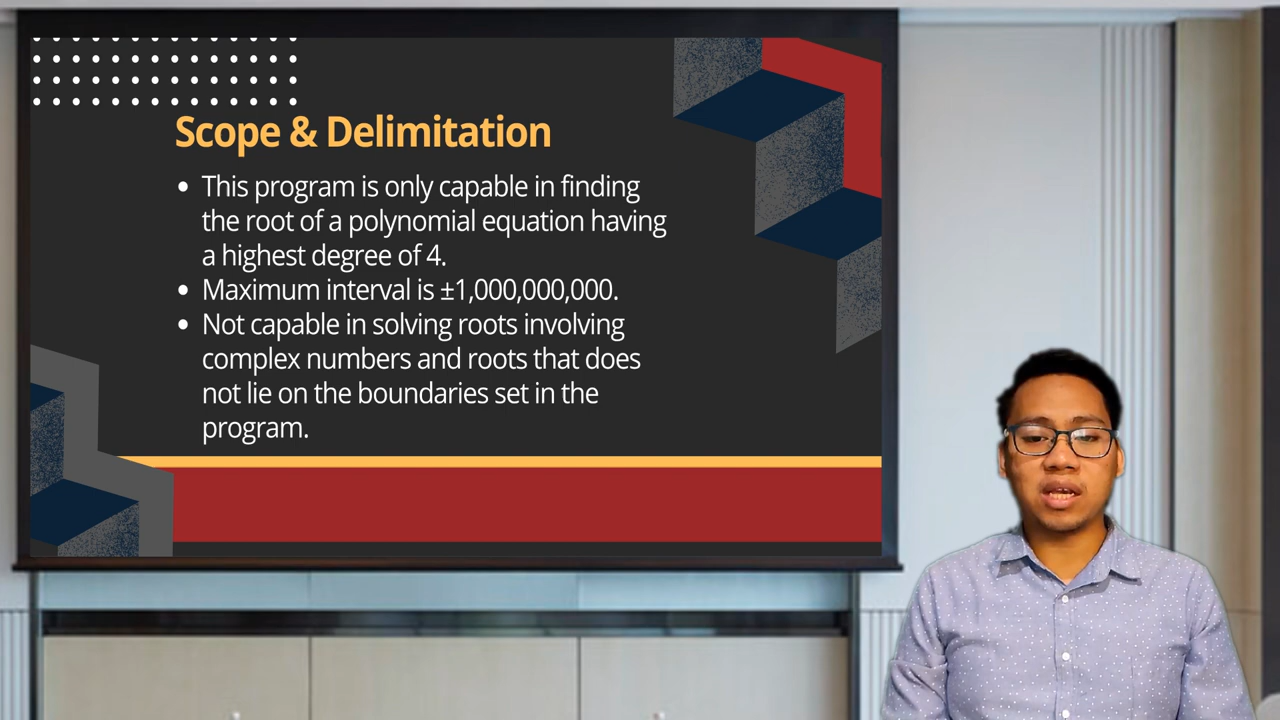 Scope & Delimitation
• This program is only capable in finding
the root of a polynomial equation having
a highest degree of 4.
• Maximum interval is ±1,000,000,000.
• Not capable in solving roots involving
complex numbers and roots that does
not lie on the boundaries set in the
program.